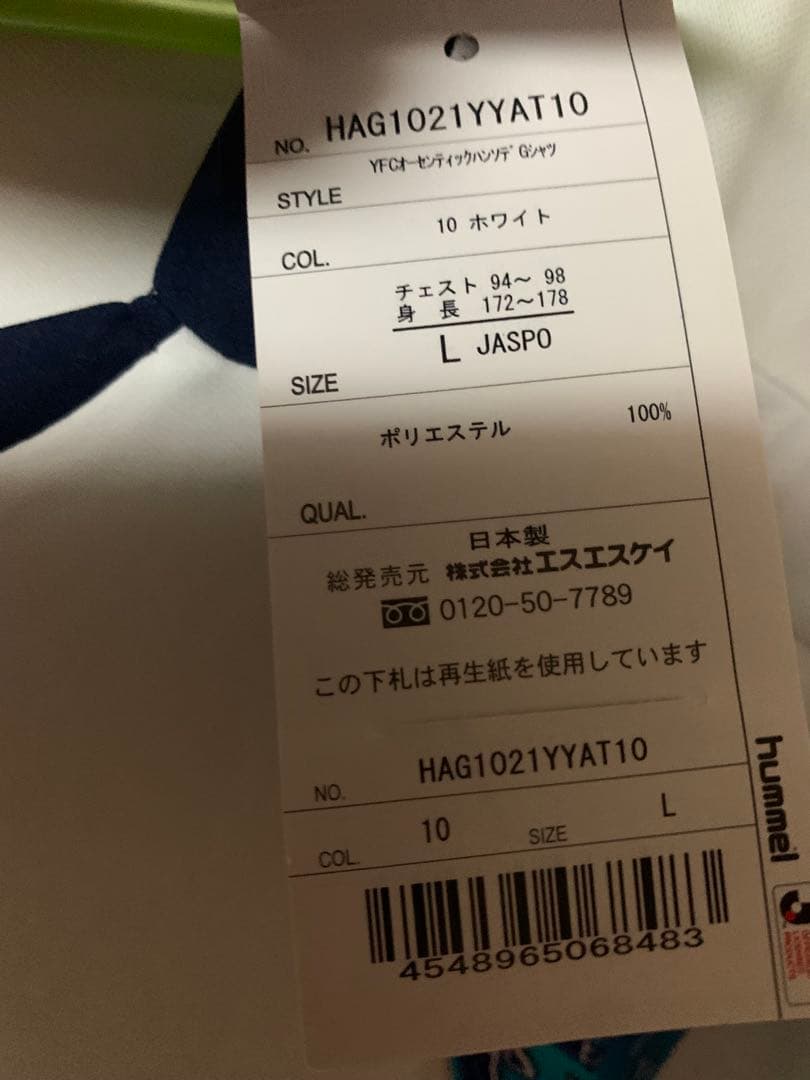 NO. HAG1021YYAT10
YFCオーセンティックハンソデGシャツ
STYLE
10 ホワイト
COL.
チェスト 94～ 98
身 長 172～178
L JASPO
SIZE
ポリエステル 100%
QUAL.
日本製
総発売元 株式会社エスエスケイ
0120-50-7789
この下札は再生紙を使用しています
NO. HAG1021YYAT10
COL. 10 SIZE L
4548965068483
hummel